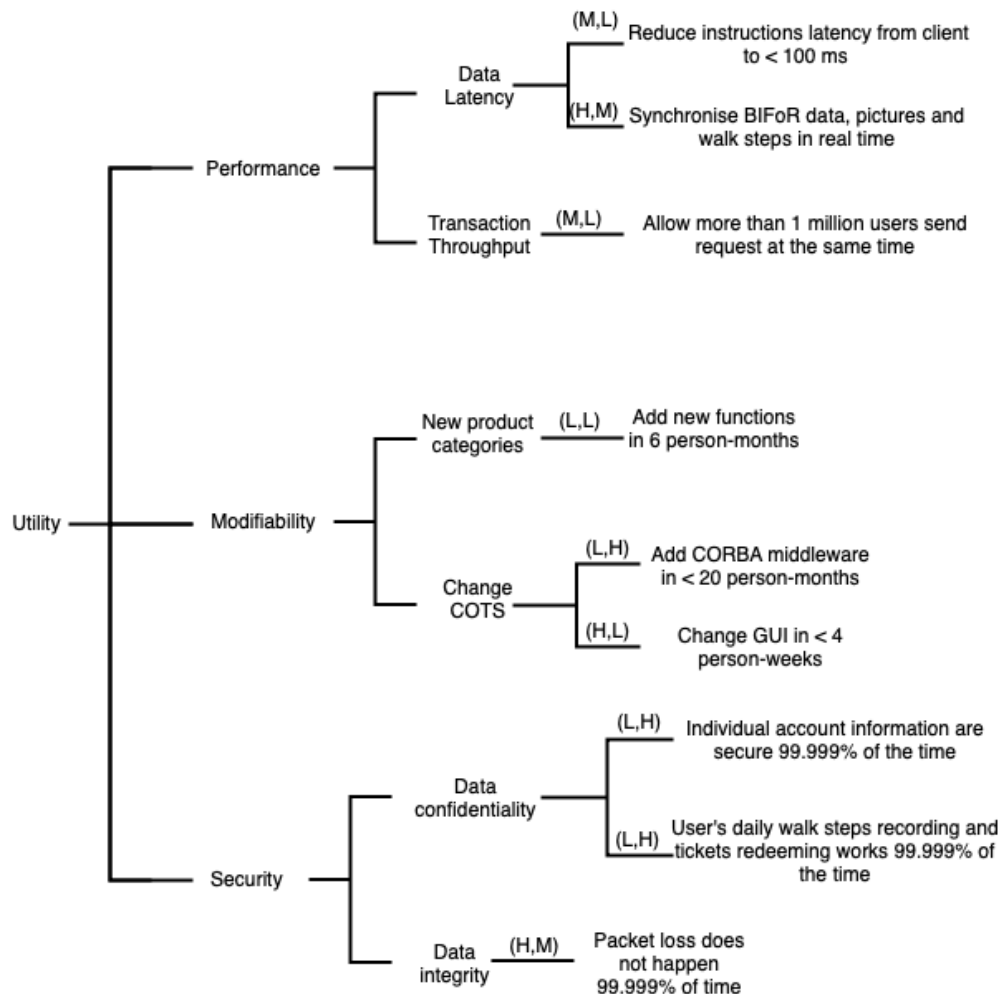 (M,L)
Reduce instructions latency from client
to < 100 ms
Data
Latency
(H,M)
Synchronise BIFoR data, pictures and
walk steps in real time
Performance
Transaction
Throughput
(M,L)
Allow more than 1 million users send
request at the same time
New product
categories
(L,L)
Add new functions
in 6 person-months
Utility
Modifiability
(L,H)
Add CORBA middleware
in < 20 person-months
Change
COTS
(H,L)
Change GUI in < 4
person-weeks
(L,H)
Individual account information are
secure 99.999% of the time
Data
confidentiality
(L,H)
User's daily walk steps recording and
tickets redeeming works 99.999% of
the time
Security
Data
integrity
(H,M)
Packet loss does
not happen
99.999% of time